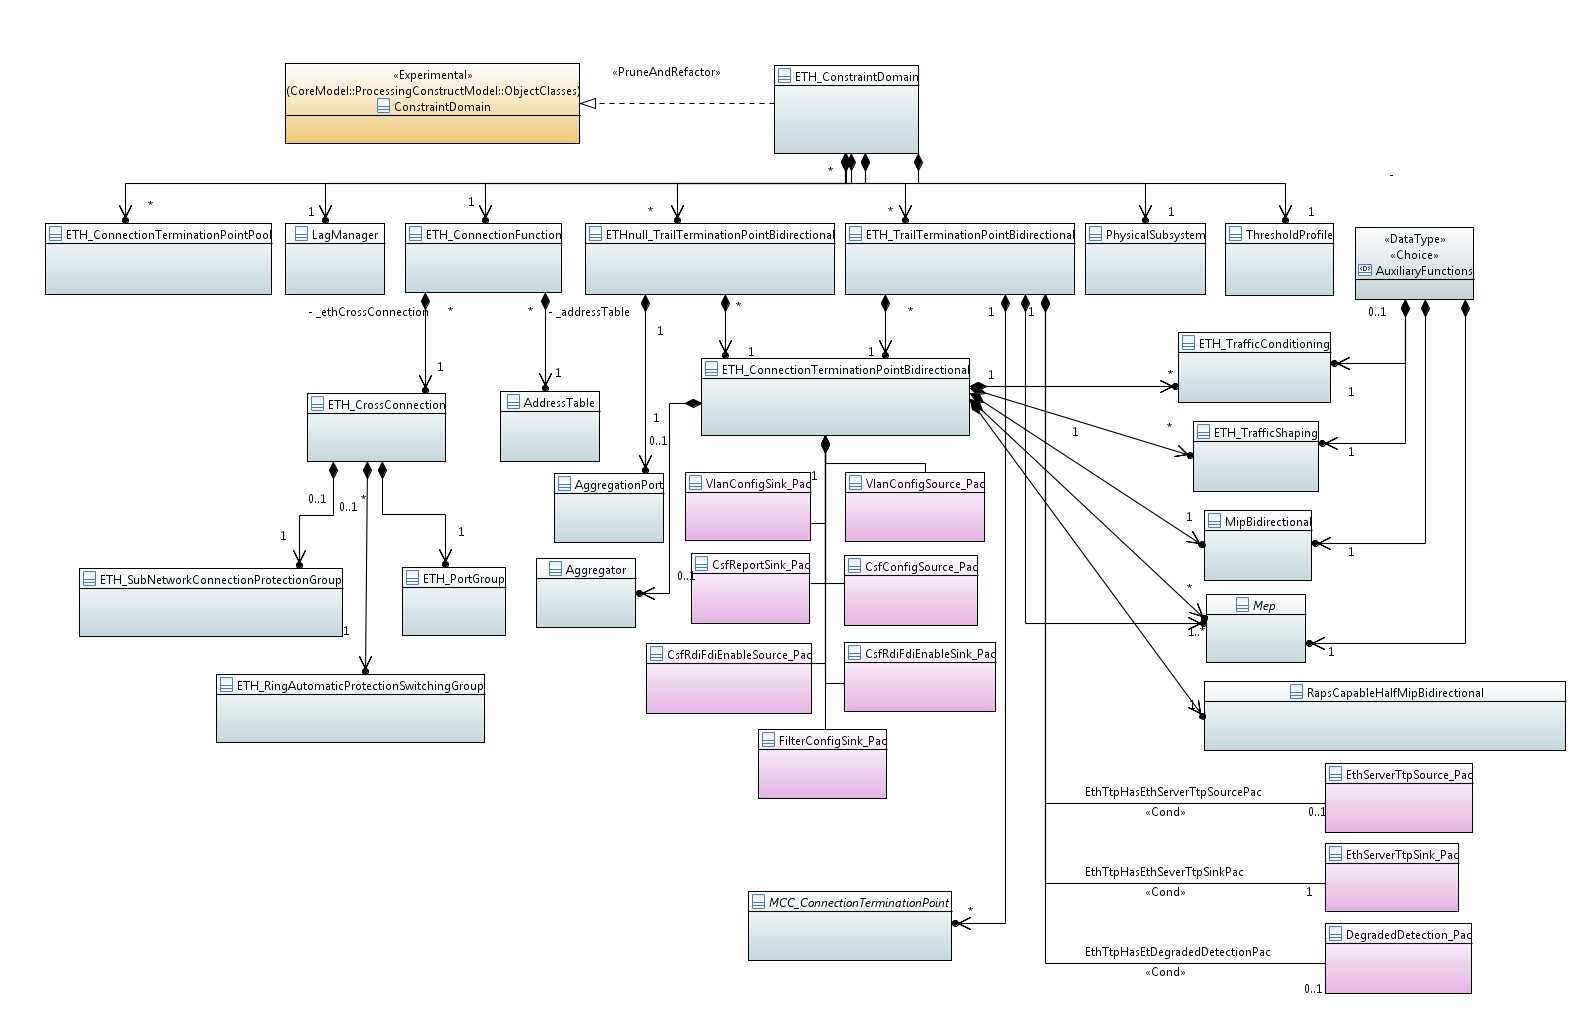 «Experimental»
(CoreModel::ProcessingConstructModel::ObjectClasses)
ConstraintDomain
«PruneAndRefactor»
ETH_ConstraintDomain
*
-
*
1
1
*
*
1
1
ETH_ConnectionTerminationPointPool
LagManager
ETH_ConnectionFunction
ETHnull_TrailTerminationPointBidirectional
ETH_TrailTerminationPointBidirectional
PhysicalSubsystem
ThresholdProfile
«DataType»
«Choice»
AuxiliaryFunctions
- _ethCrossConnection
*
*
- _addressTable
*
1
*
1
1
0..1
1
1
1
1
ETH_CrossConnection
AddressTable
ETH_ConnectionTerminationPointBidirectional
1
*
ETH_TrafficConditioning
1
1
0..1
1
*
ETH_TrafficShaping
1
AggregationPort
VlanConfigSink_Pac
1
VlanConfigSource_Pac
0..1
0..1
*
1
1
1
MipBidirectional
1
ETH_SubNetworkConnectionProtectionGroup
ETH_PortGroup
Aggregator
0..1
CsfReportSink_Pac
CsfConfigSource_Pac
*
Mep
1..*
1
1
CsfRdiFdiEnableSource_Pac
CsfRdiFdiEnableSink_Pac
ETH_RingAutomaticProtectionSwitchingGroup
1
RapsCapableHalfMipBidirectional
FilterConfigSink_Pac
EthTtpHasEthServerTtpSourcePac
«Cond»
0..1
EthServerTtpSource_Pac
EthTtpHasEthSeverTtpSinkPac
«Cond»
1
EthServerTtpSink_Pac
MCC_ConnectionTerminationPoint
*
EthTtpHasEtDegradedDetectionPac
«Cond»
0..1
DegradedDetection_Pac